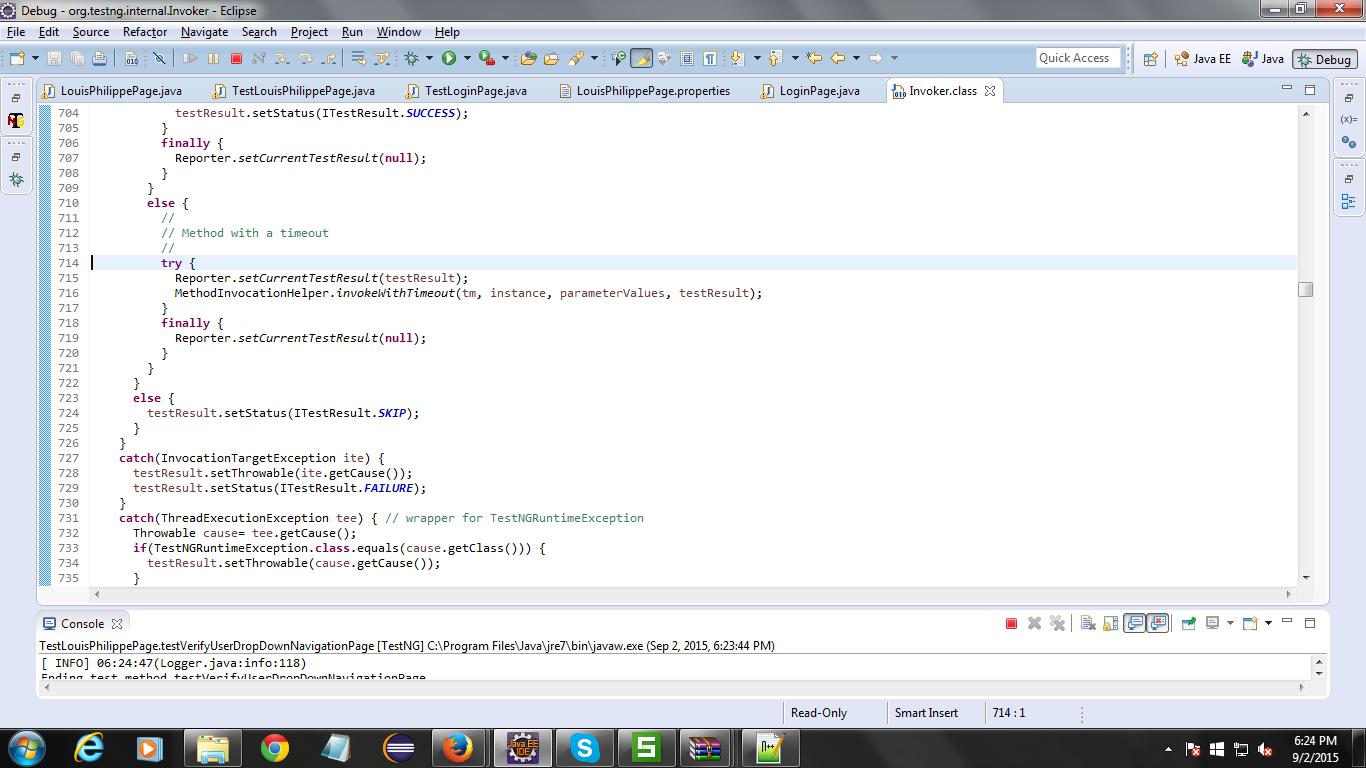 Debug - org.testng.internal.Invoker - Eclipse
File Edit Source Refactor Navigate Search Project Run Window Help
Quick Access Java EE Java Debug
LouisPhilippePage.java TestLouisPhilippePage.java TestLoginPage.java LouisPhilippePage.properties LoginPage.java Invoker.class
704 testResult.setStatus(ITestResult.SUCCESS);
705 }
706 finally {
707 Reporter.setCurrentTestResult(null);
708 }
709 }
710 else {
711 //
712 // Method with a timeout
713 //
714 try {
715 Reporter.setCurrentTestResult(testResult);
716 MethodInvocationHelper.invokeWithTimeout(tm, instance, parameterValues, testResult);
717 }
718 finally {
719 Reporter.setCurrentTestResult(null);
720 }
721 }
722 }
723 else {
724 testResult.setStatus(ITestResult.SKIP);
725 }
726 }
727 catch(InvocationTargetException ite) {
728 testResult.setThrowable(ite.getCause());
729 testResult.setStatus(ITestResult.FAILURE);
730 }
731 catch(ThreadExecutionException tee) { // wrapper for TestNGRuntimeException
732 Throwable cause= tee.getCause();
733 if(TestNGRuntimeException.class.equals(cause.getClass())) {
734 testResult.setThrowable(cause.getCause());
735 }
Console
TestLouisPhilippePage.testVerifyUserDropDownNavigationPage [TestNG] C:\Program Files\Java\jre7\bin\javaw.exe (Sep 2, 2015, 6:23:44 PM)
[ INFO] 06:24:47(Logger.java:info:118)
Ending test method testVerifyUserDropDownNavigationPage
Read-Only Smart Insert 714 : 1
Java EE IDE
6:24 PM
9/2/2015